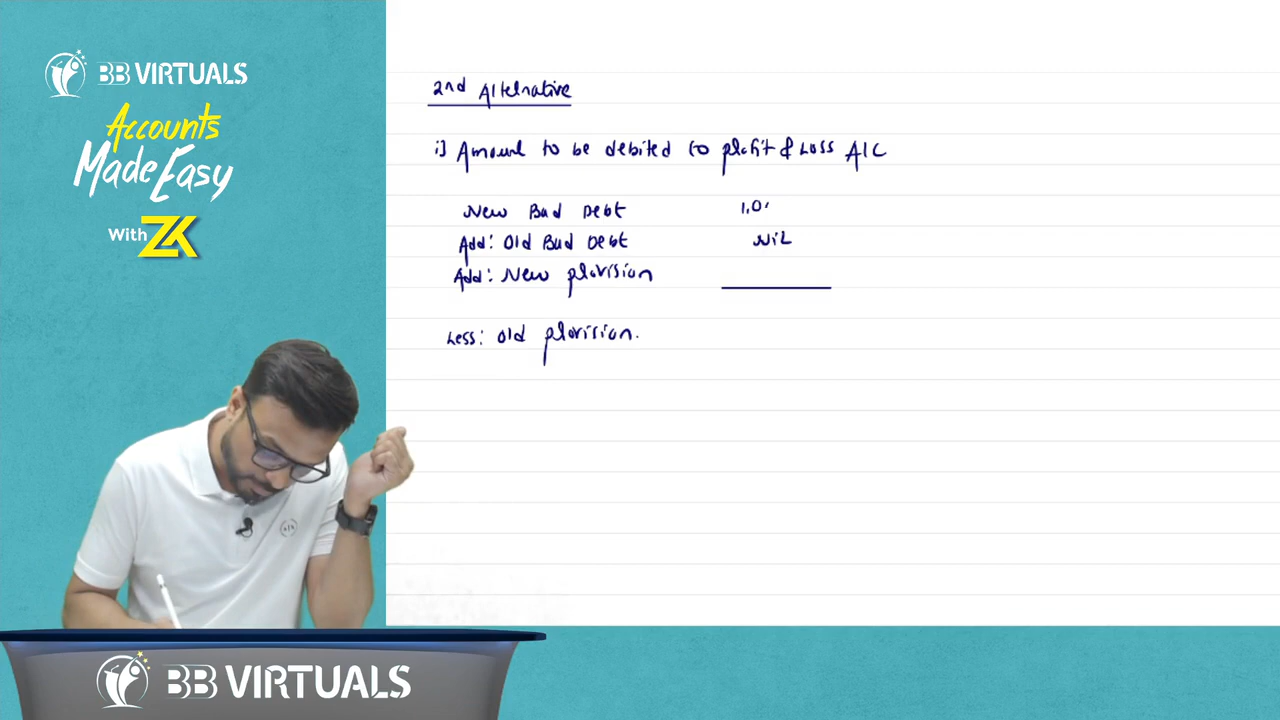 BB VIRTUALS
Accounts
Made Easy
With ZK
2nd Alternative
i) Amount to be debited to profit & Loss A/C
New Bad Debt 1,0
Add: Old Bad Debt Nil
Add: New provision
Less: Old provision.
BB VIRTUALS